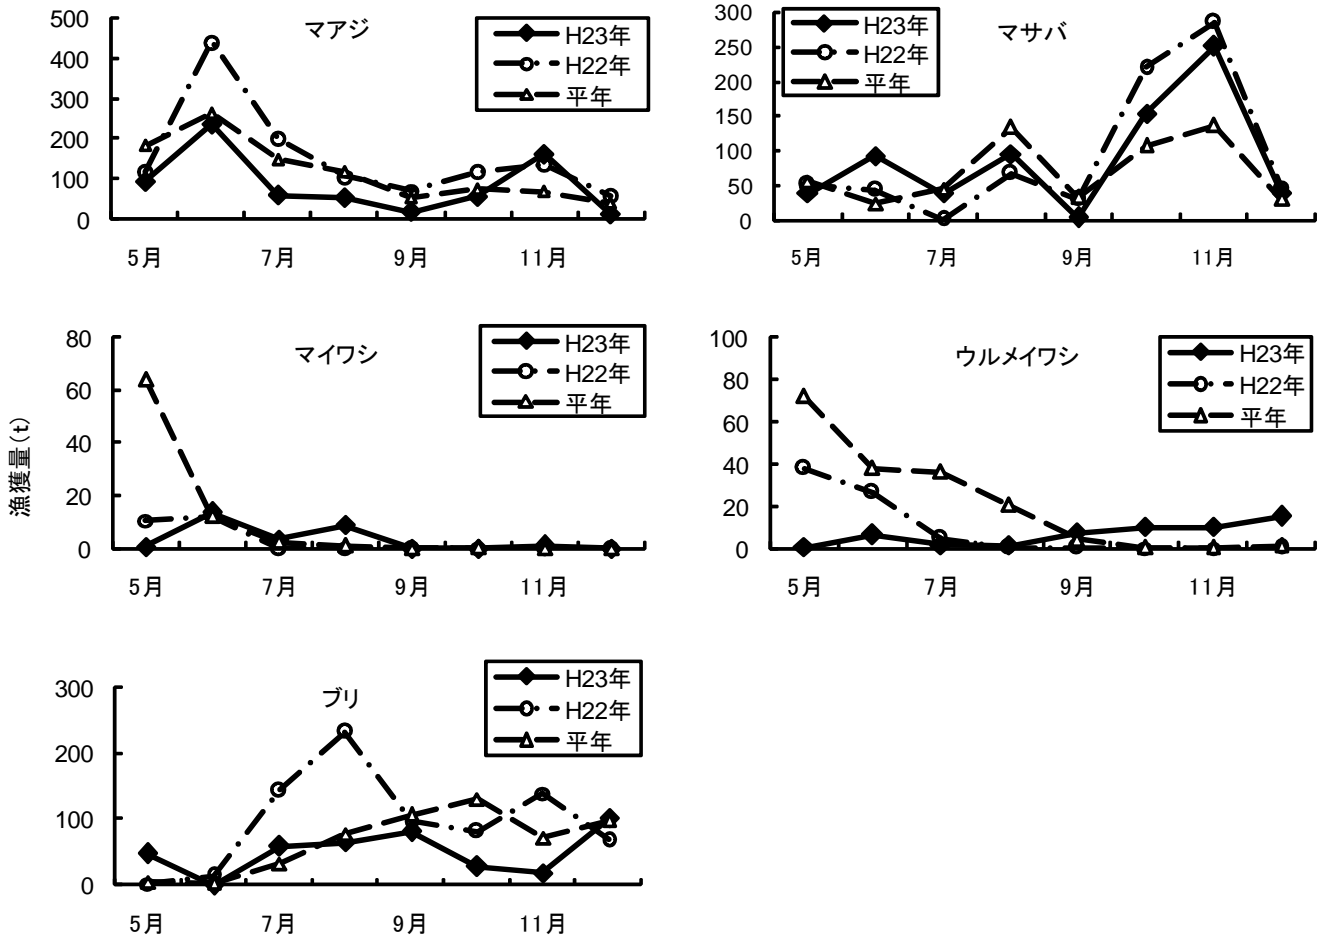 マアジ
H23年
H22年
平年
500
400
300
200
100
0
5月 7月 9月 11月
マサバ
H23年
H22年
平年
300
250
200
150
100
50
0
5月 7月 9月 11月
漁獲量(t)
マイワシ
H23年
H22年
平年
80
60
40
20
0
5月 7月 9月 11月
ウルメイワシ
H23年
H22年
平年
100
80
60
40
20
0
5月 7月 9月 11月
ブリ
H23年
H22年
平年
300
200
100
0
5月 7月 9月 11月